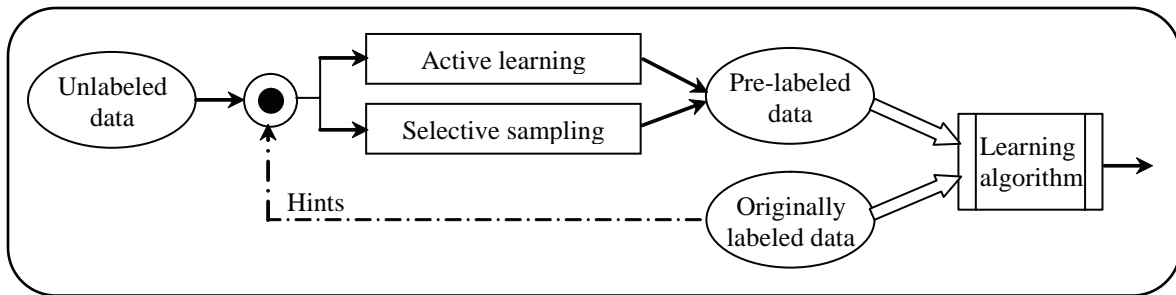 Unlabeled
data
Active learning
Selective sampling
Pre-labeled
data
Learning
algorithm
Hints
Originally
labeled data